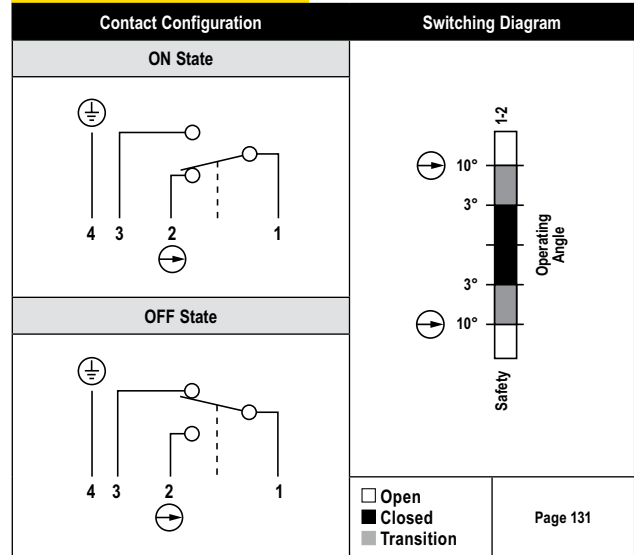 Contact Configuration
Switching Diagram
ON State
4 3 2 1
OFF State
4 3 2 1
1-2
10°
3°
3°
10°
Operating
Angle
Safety
Open
Closed
Transition
Page 131